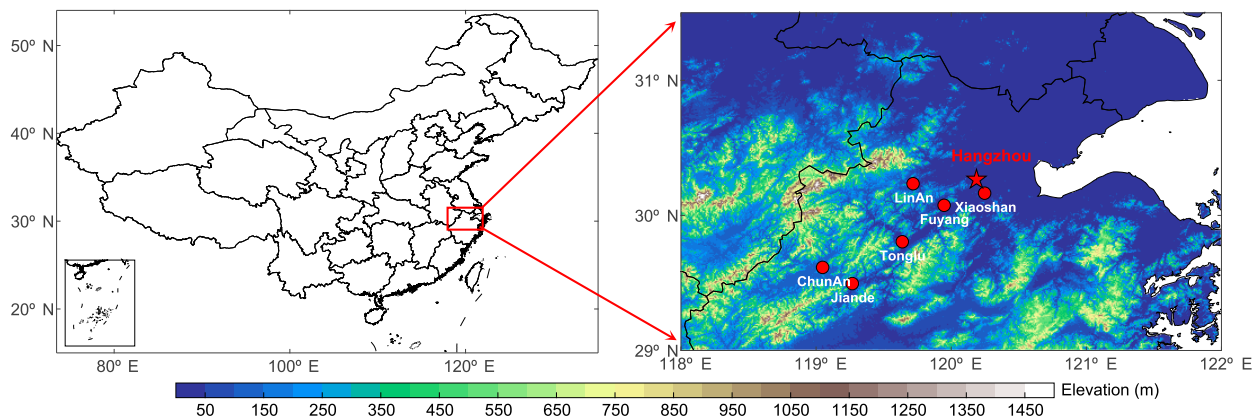 50° N
40° N
30° N
20° N
80° E
100° E
120° E
31° N
30° N
29° N
118° E
119° E
120° E
121° E
122° E
Hangzhou
LinAn
Xiaoshan
Fuyang
Tonglu
ChunAn
Jiande
50 150 250 350 450 550 650 750 850 950 1050 1150 1250 1350 1450 Elevation (m)